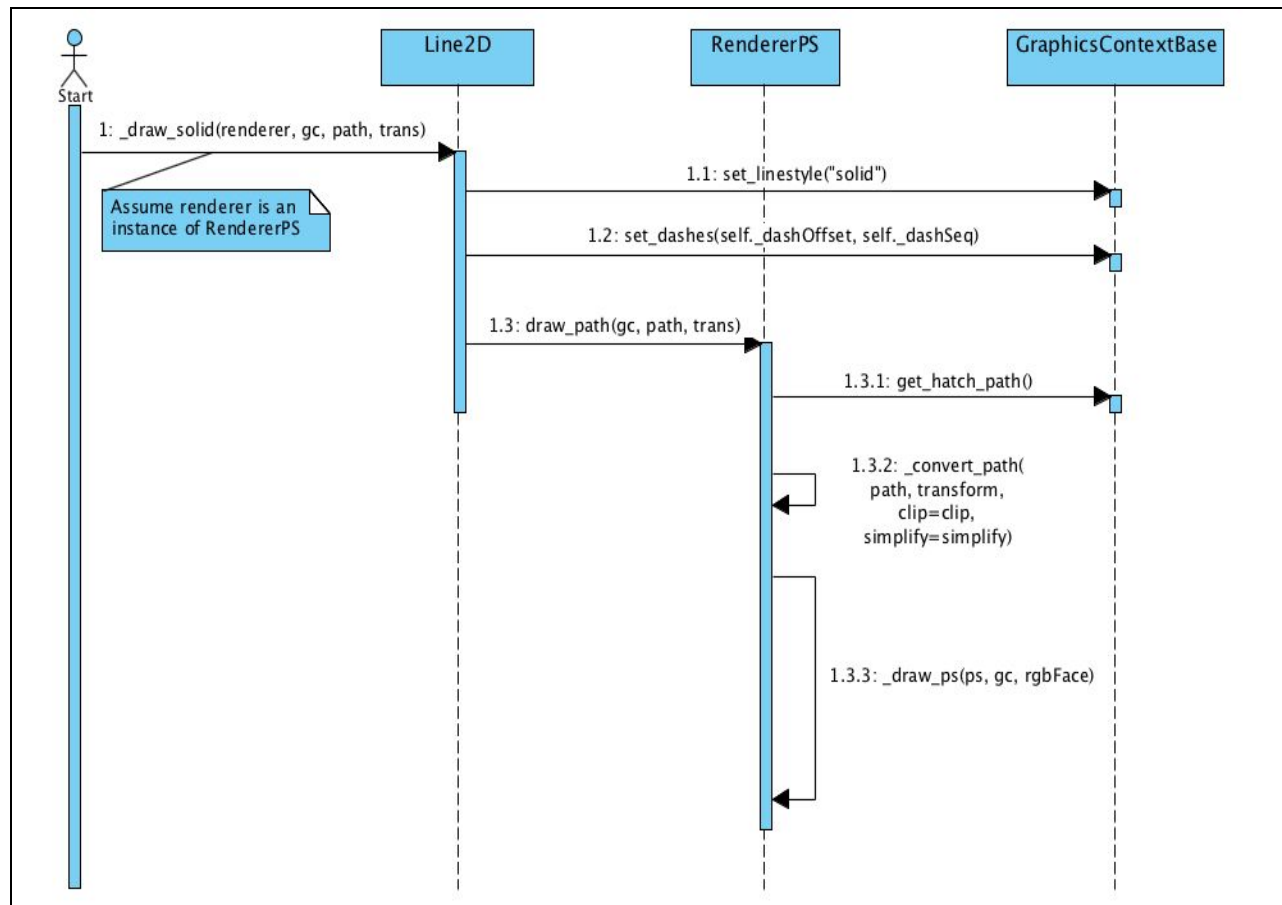 Line2D
RendererPS
GraphicsContextBase
Start
1: _draw_solid(renderer, gc, path, trans)
Assume renderer is an
instance of RendererPS
1.1: set_linestyle("solid")
1.2: set_dashes(self._dashOffset, self._dashSeq)
1.3: draw_path(gc, path, trans)
1.3.1: get_hatch_path()
1.3.2: _convert_path(
path, transform,
clip=clip,
simplify=simplify)
1.3.3: _draw_ps(ps, gc, rgbFace)